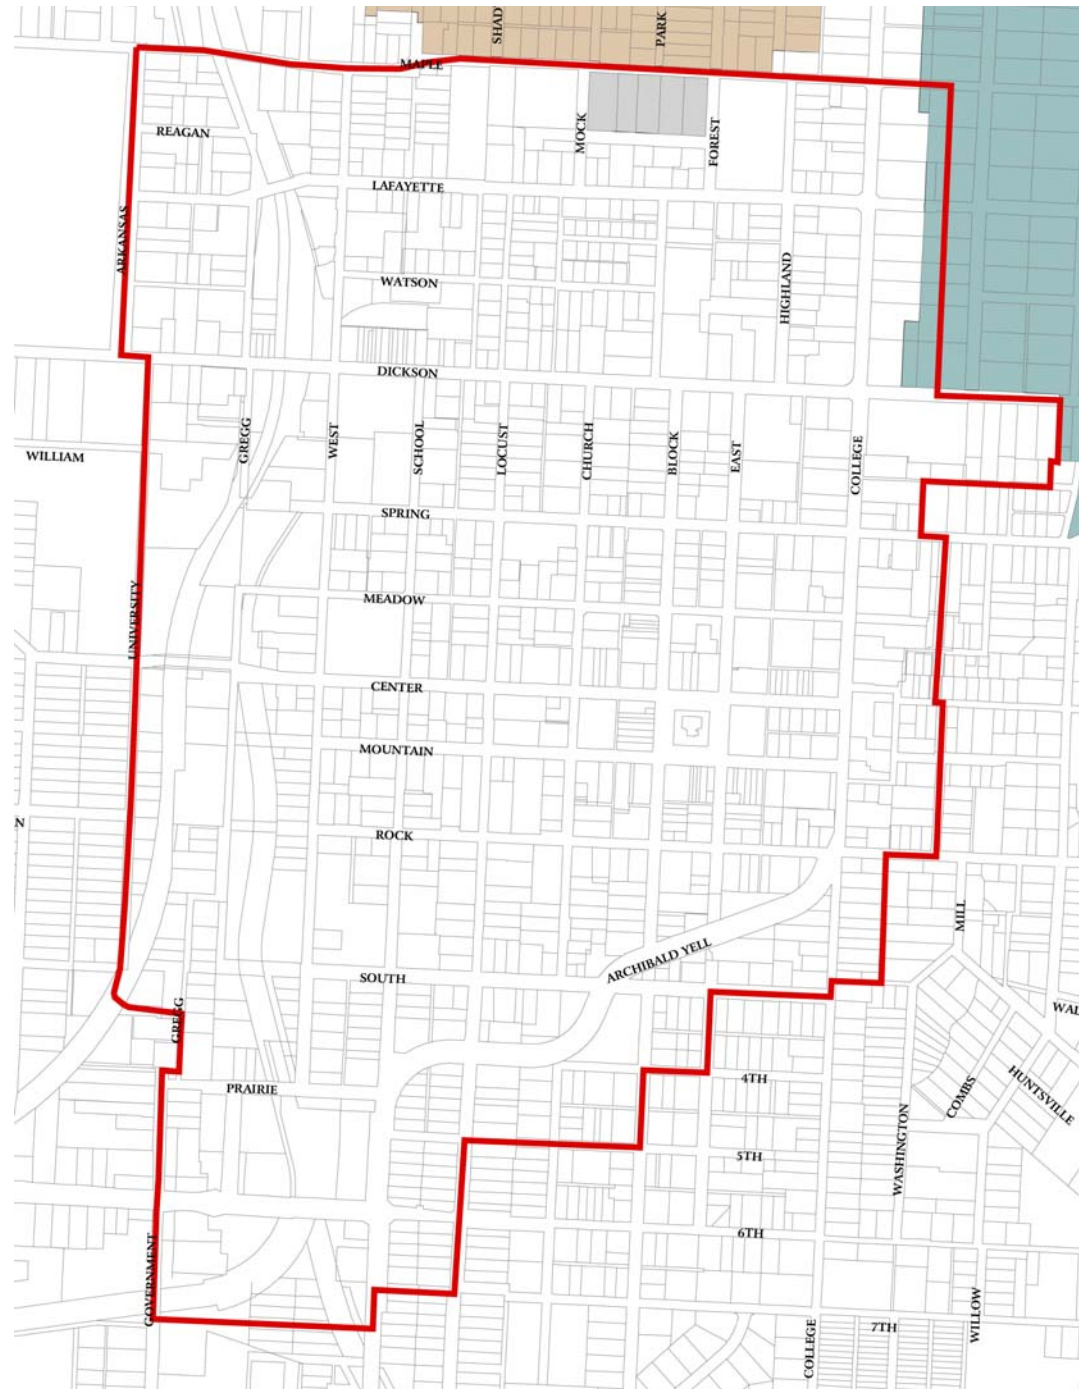 SHAD
PARK
MAPLE
MOCK
FOREST
REAGAN
LAFAYETTE
ARKANSAS
WATSON
HIGHLAND
DICKSON
WILLIAM
GREGG
WEST
SCHOOL
LOCUST
CHURCH
BLOCK
EAST
COLLEGE
SPRING
MEADOW
UNIVERSITY
CENTER
MOUNTAIN
N
ROCK
MILL
ARCHIBALD YELL
SOUTH
GREGG
WAL
PRAIRIE
4TH
COMBS
HUNTSVILLE
WASHINGTON
5TH
6TH
GOVERNMENT
WILLOW
7TH
COLLEGE